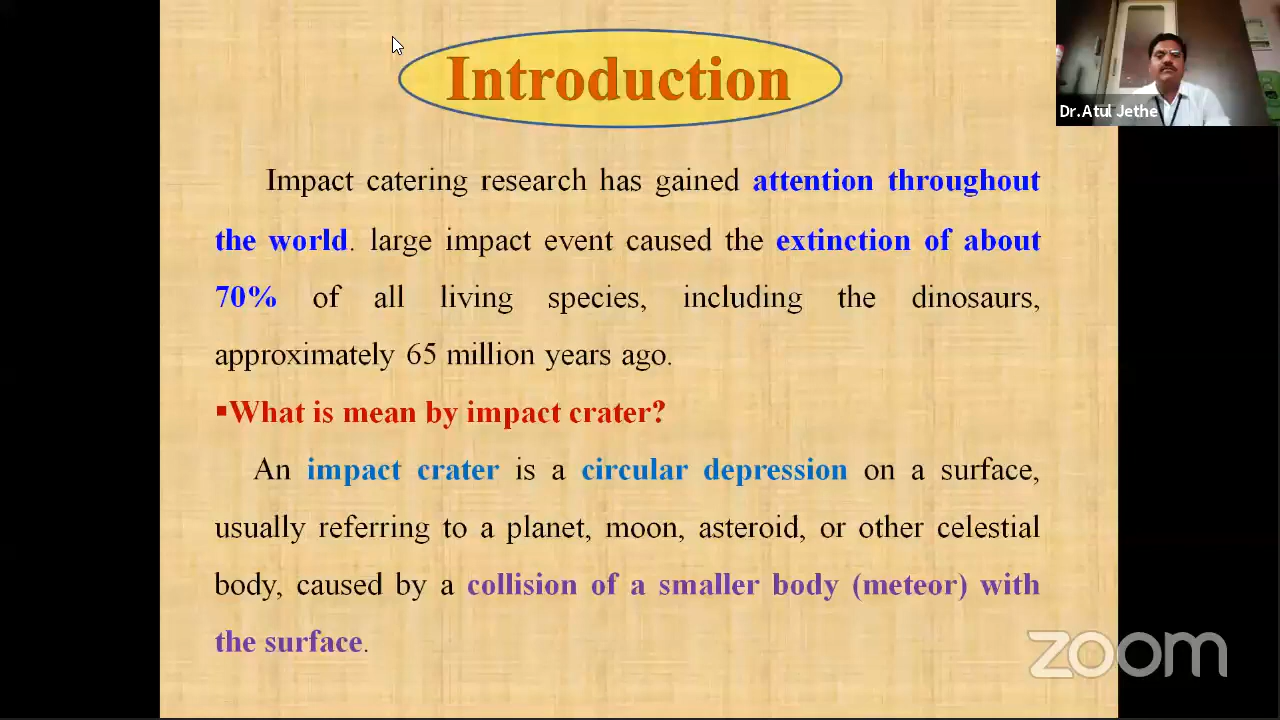 Introduction
Dr.Atul Jethe
Impact catering research has gained attention throughout
the world. large impact event caused the extinction of about
70% of all living species, including the dinosaurs,
approximately 65 million years ago.
▪What is mean by impact crater?
An impact crater is a circular depression on a surface,
usually referring to a planet, moon, asteroid, or other celestial
body, caused by a collision of a smaller body (meteor) with
the surface.
zoom